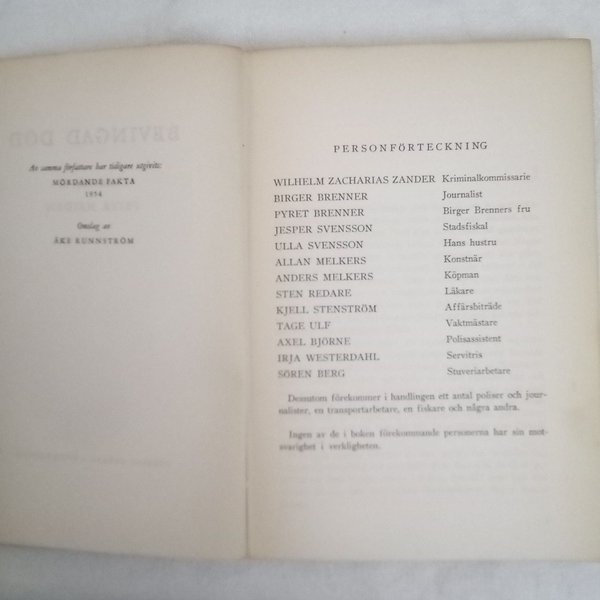 Av samma författare har tidigare utgivits:
MÖRDANDE FAKTA
1954
Omslag av
ÅKE RUNNSTRÖM
PERSONFÖRTECKNING
WILHELM ZACHARIAS ZANDER Kriminalkommissarie
BIRGER BRENNER Journalist
PYRET BRENNER Birger Brenners fru
JESPER SVENSSON Stadsfiskal
ULLA SVENSSON Hans hustru
ALLAN MELKERS Konstnär
ANDERS MELKERS Köpman
STEN REDARE Läkare
KJELL STENSTRÖM Affärsbiträde
TAGE ULF Vaktmästare
AXEL BJÖRNE Polisassistent
IRJA WESTERDAHL Servitris
SÖREN BERG Stuveriarbetare
Dessutom förekommer i handlingen ett antal poliser och jour-
nalister, en transportarbetare, en fiskare och några andra.
Ingen av de i boken förekommande personerna har sin mot-
svarighet i verkligheten.